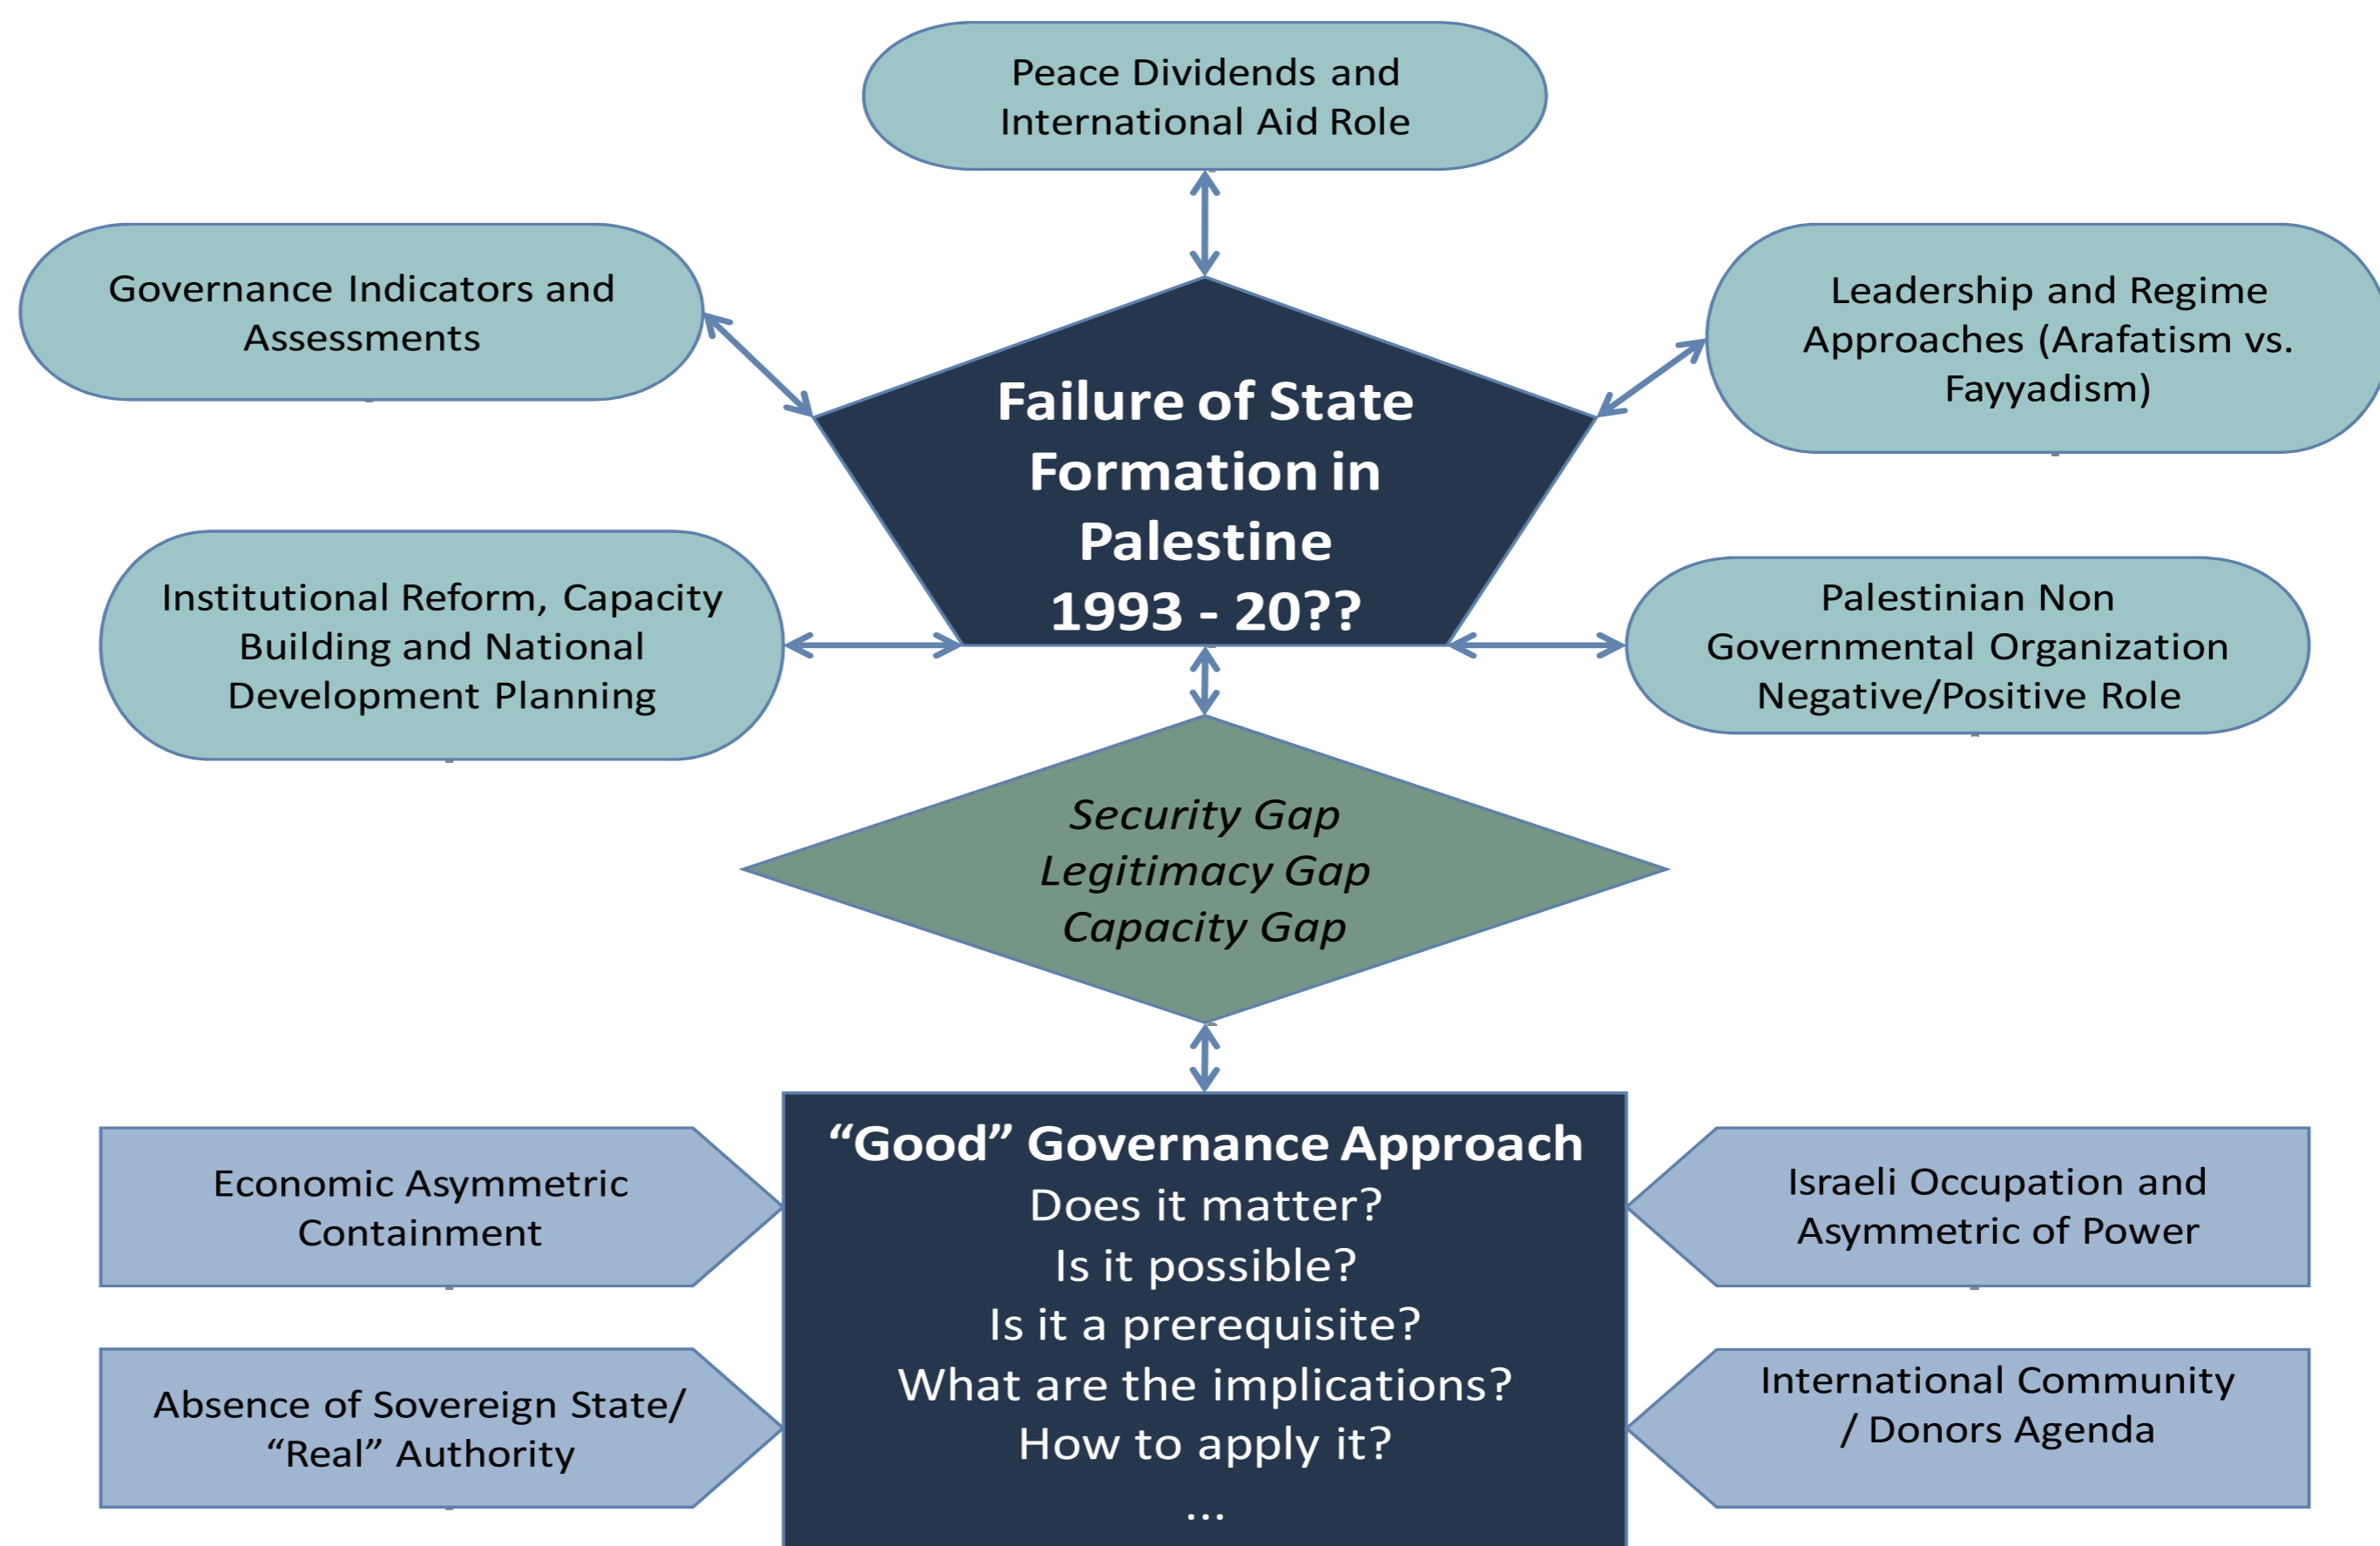 Peace Dividends and
International Aid Role
Governance Indicators and
Assessments
Leadership and Regime
Approaches (Arafatism vs.
Fayyadism)
Failure of State
Formation in
Palestine
1993 - 20??
Institutional Reform, Capacity
Building and National
Development Planning
Palestinian Non
Governmental Organization
Negative/Positive Role
Security Gap
Legitimacy Gap
Capacity Gap
“Good” Governance Approach
Does it matter?
Is it possible?
Is it a prerequisite?
What are the implications?
How to apply it?
...
Economic Asymmetric
Containment
Israeli Occupation and
Asymmetric of Power
Absence of Sovereign State/
“Real” Authority
International Community
/ Donors Agenda